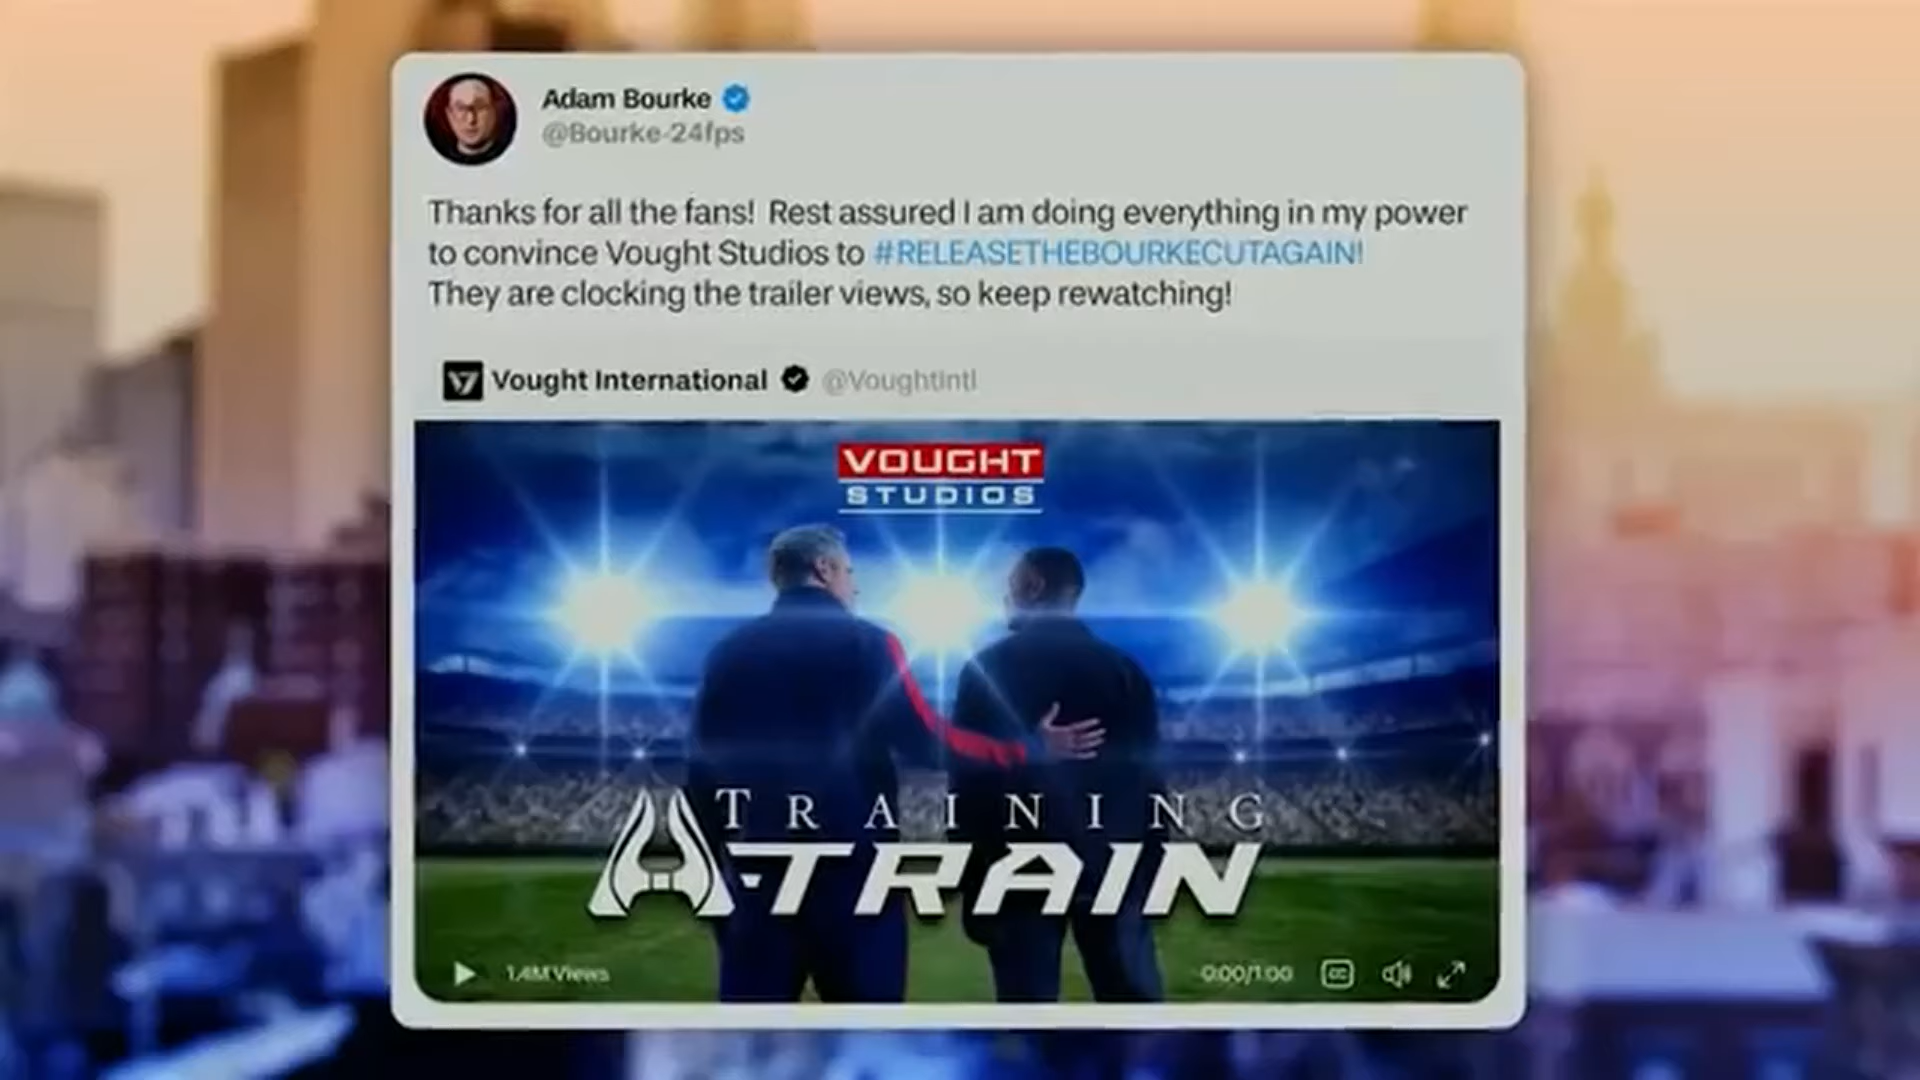 Adam Bourke
@Bourke-24fps
Thanks for all the fans! Rest assured I am doing everything in my power
to convince Vought Studios to #RELEASETHEBOURKECUTAGAIN!
They are clocking the trailer views, so keep rewatching!
Vought International @VoughtIntl
VOUGHT
STUDIOS
TRAINING
A-TRAIN
1.4M Views
0:00/1:00
CC